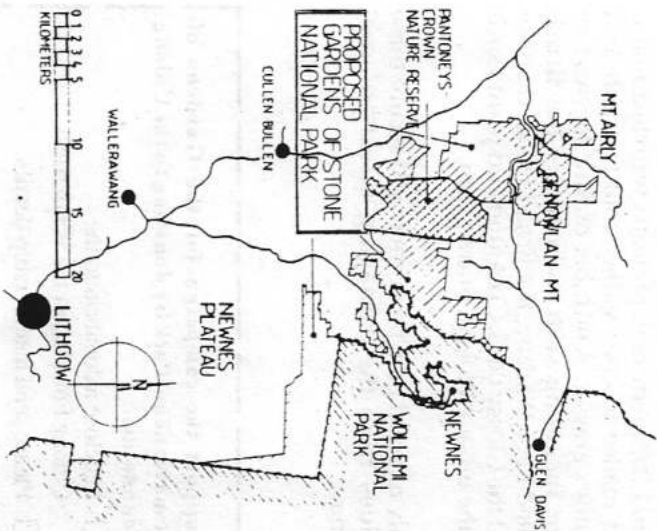 MT. AIRLY
GENOWLAN MT
PANTONEYS
CROWN
NATURE RESERVE
PROPOSED
GARDENS OF STONE
NATIONAL PARK
GLEN DAVIS
NEWNES
WOLLEMI
NATIONAL
PARK
CULLEN BULLEN
NEWNES
PLATEAU
WALLERAWANG
N
LITHGOW
0 1 2 3 4 5 10 15 20
KILOMETERS